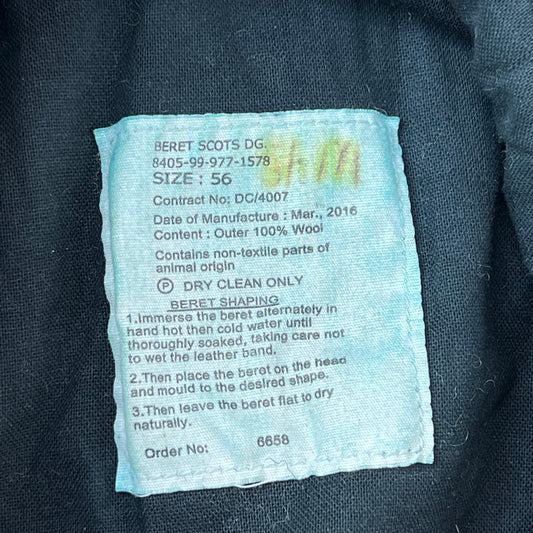 BERET SCOTS DG.
8405-99-977-1578
SIZE : 56
Contract No: DC/4007
Date of Manufacture : Mar., 2016
Content : Outer 100% Wool
Contains non-textile parts of
animal origin
P DRY CLEAN ONLY
BERET SHAPING
1.Immerse the beret alternately in
hand hot then cold water until
thoroughly soaked, taking care not
to wet the leather band.
2.Then place the beret on the head
and mould to the desired shape.
3.Then leave the beret flat to dry
naturally.
Order No: 6658